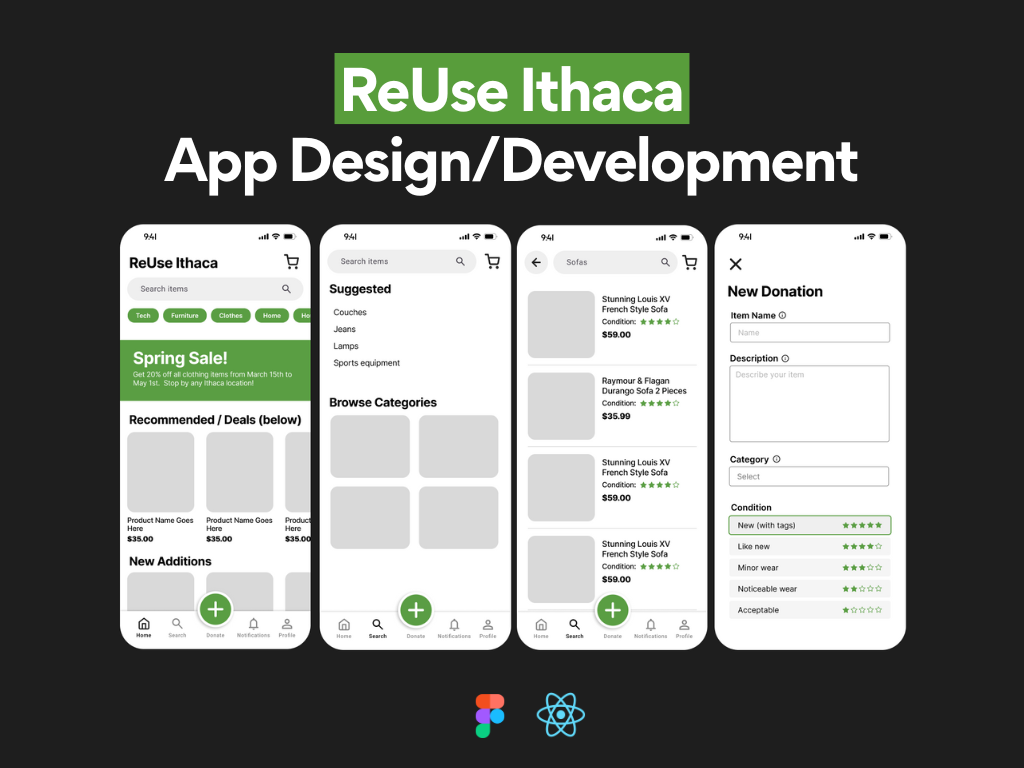 ReUse Ithaca
App Design/Development
9:41
ReUse Ithaca
Search items
Tech
Furniture
Clothes
Home
Spring Sale!
Get 20% off all clothing items from March 15th to
May 1st. Stop by any Ithaca location!
Recommended / Deals (below)
Product Name Goes
Here
$35.00
Product Name Goes
Here
$35.00
Product
Here
$35.00
New Additions
Home
Search
Donate
Notifications
Profile
9:41
Search items
Suggested
Couches
Jeans
Lamps
Sports equipment
Browse Categories
Home
Search
Donate
Notifications
Profile
9:41
Sofas
Stunning Louis XV
French Style Sofa
Condition:
$59.00
Raymour & Flagan
Durango Sofa 2 Pieces
Condition:
$35.99
Stunning Louis XV
French Style Sofa
Condition:
$59.00
Stunning Louis XV
French Style Sofa
Condition:
$59.00
Home
Search
Donate
Notifications
Profile
9:41
New Donation
Item Name
Name
Description
Describe your item
Category
Select
Condition
New (with tags)
Like new
Minor wear
Noticeable wear
Acceptable